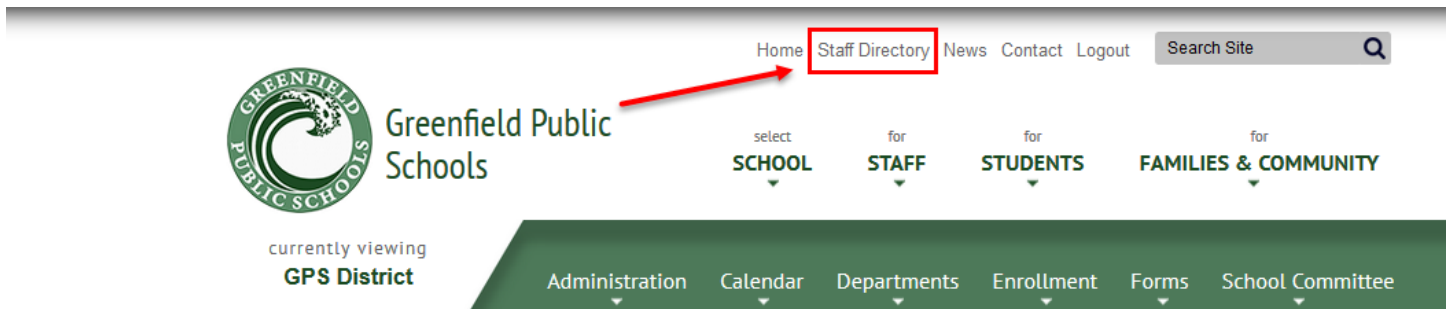 Home Staff Directory News Contact Logout Search Site
GREENFIELD PUBLIC SCHOOLS
Greenfield Public
Schools
select for for for
SCHOOL STAFF STUDENTS FAMILIES & COMMUNITY
currently viewing
GPS District
Administration Calendar Departments Enrollment Forms School Committee